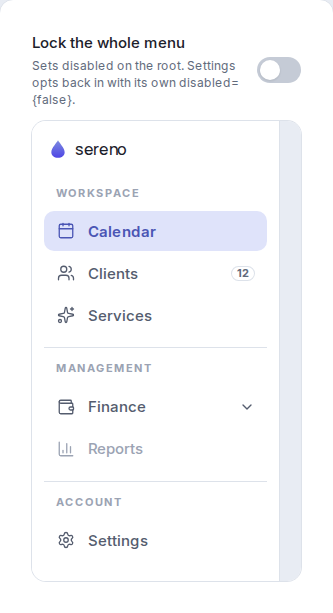 Lock the whole menu
Sets disabled on the root. Settings
opts back in with its own disabled=
{false}.
sereno
WORKSPACE
Calendar
Clients 12
Services
MANAGEMENT
Finance
Reports
ACCOUNT
Settings